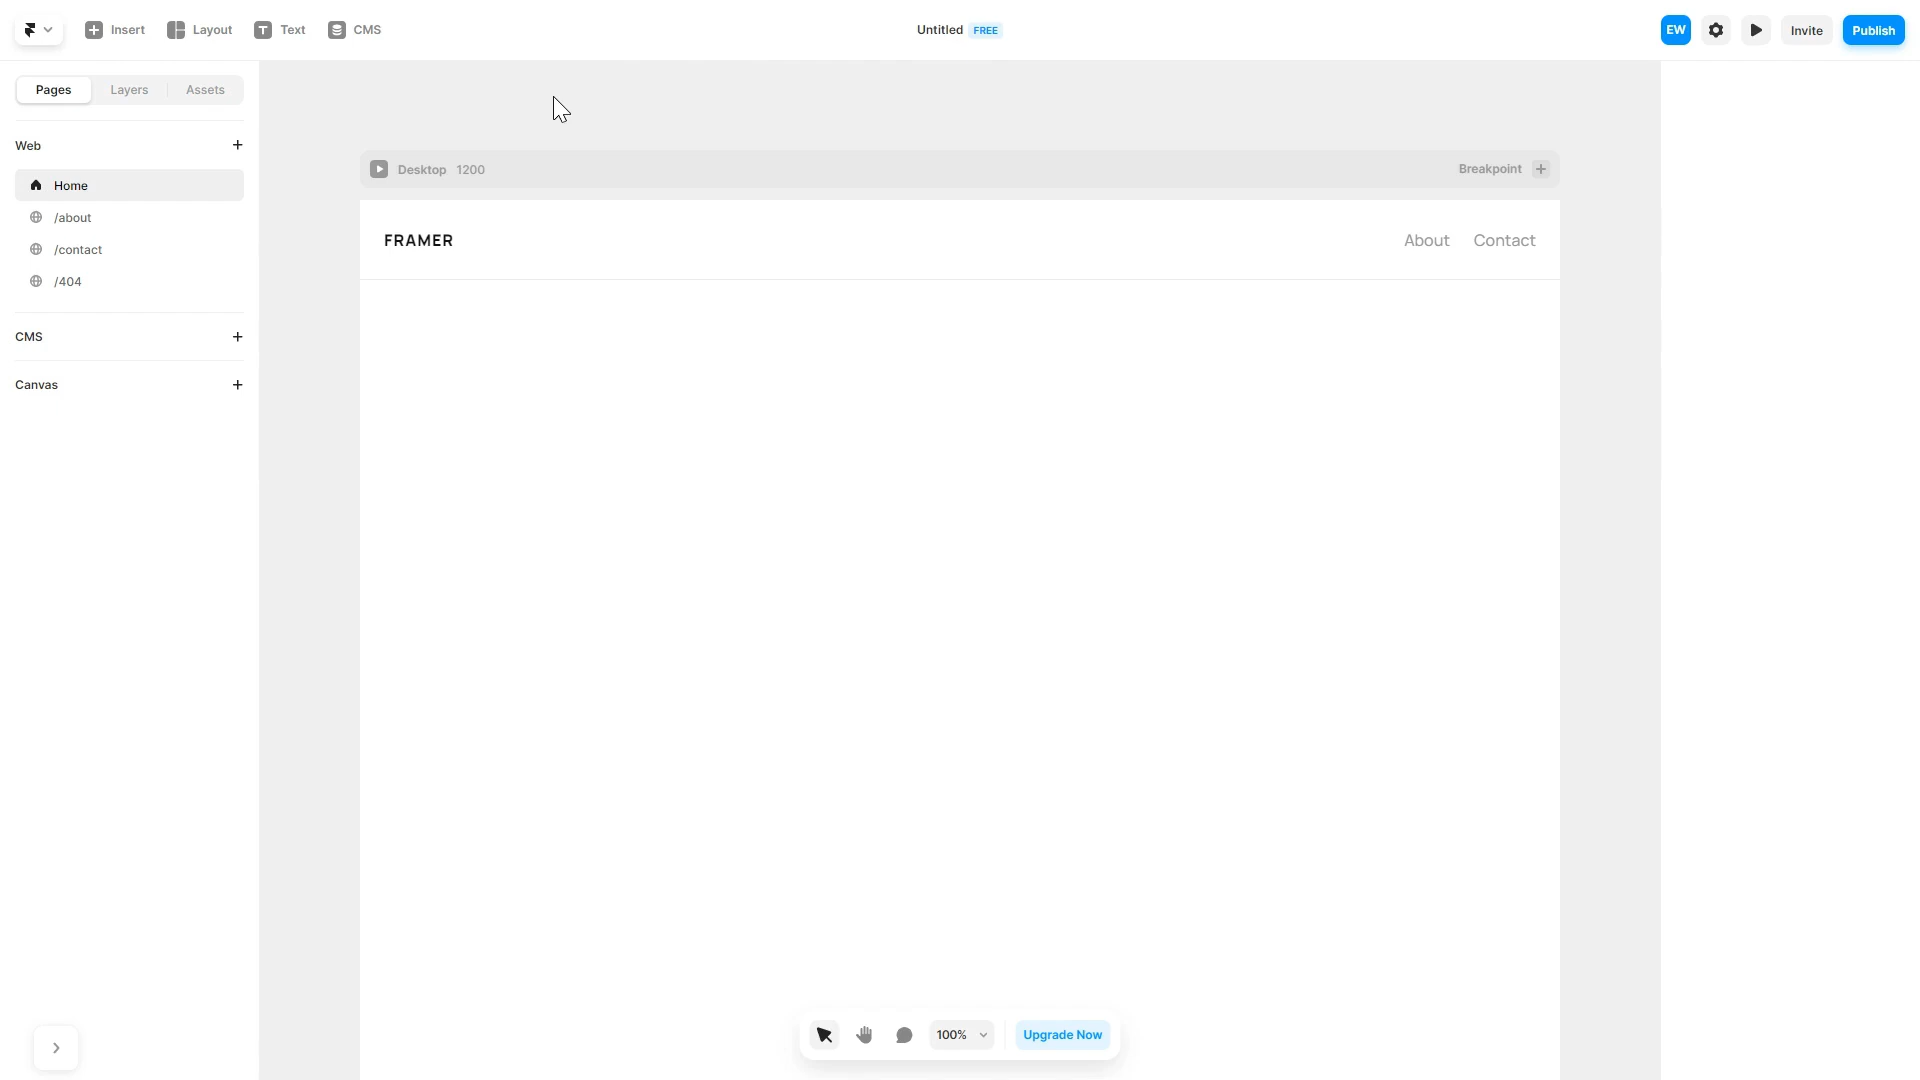 Insert Layout Text CMS Untitled FREE EW Invite Publish
Pages Layers Assets
Web
Home
/about
/contact
/404
CMS
Canvas
Desktop 1200 Breakpoint
FRAMER About Contact
100% Upgrade Now